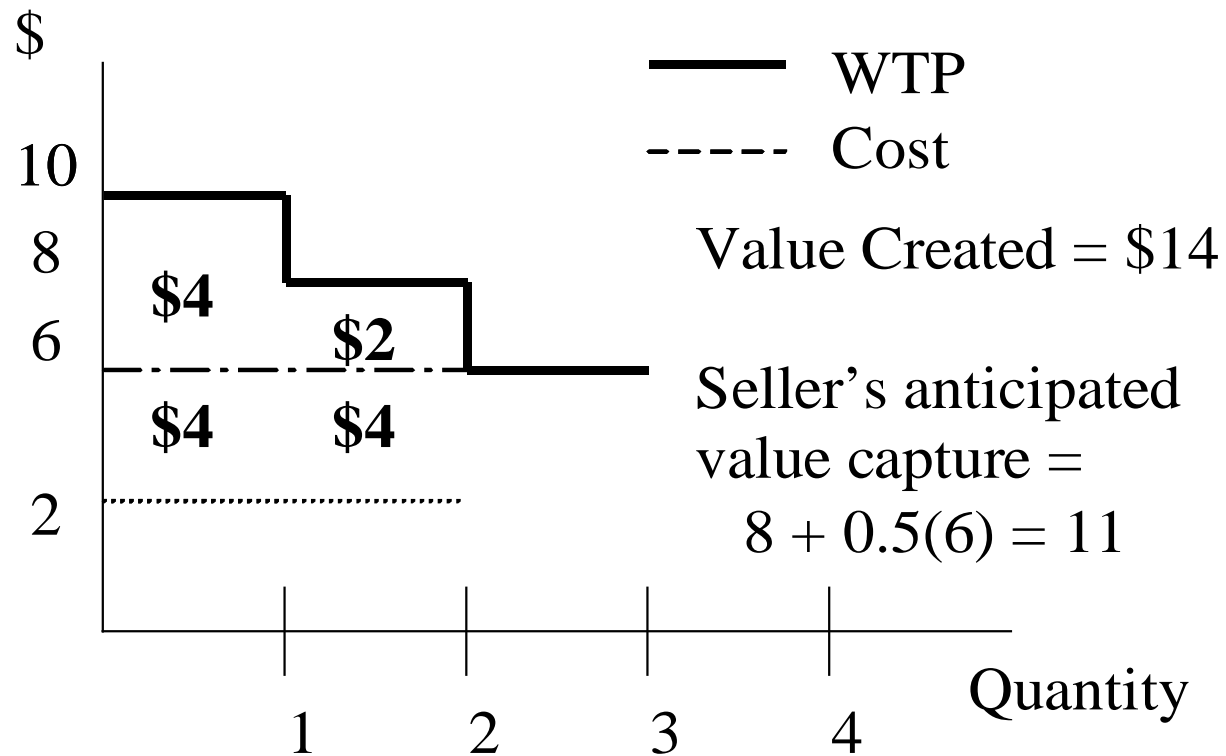 $
10
8
6
2
WTP
Cost
Value Created = $14
$4
$2
$4
$4
Seller’s anticipated
value capture =
8 + 0.5(6) = 11
1
2
3
4
Quantity